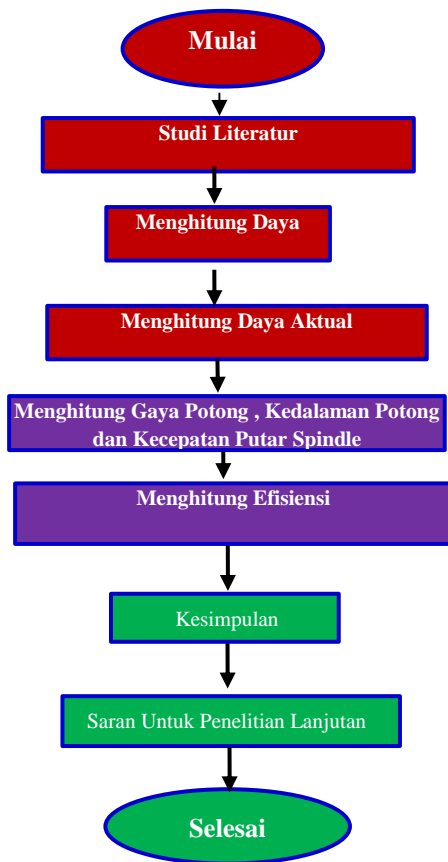 Mulai
Studi Literatur
Menghitung Daya
Menghitung Daya Aktual
Menghitung Gaya Potong , Kedalaman Potong
dan Kecepatan Putar Spindle
Menghitung Efisiensi
Kesimpulan
Saran Untuk Penelitian Lanjutan
Selesai